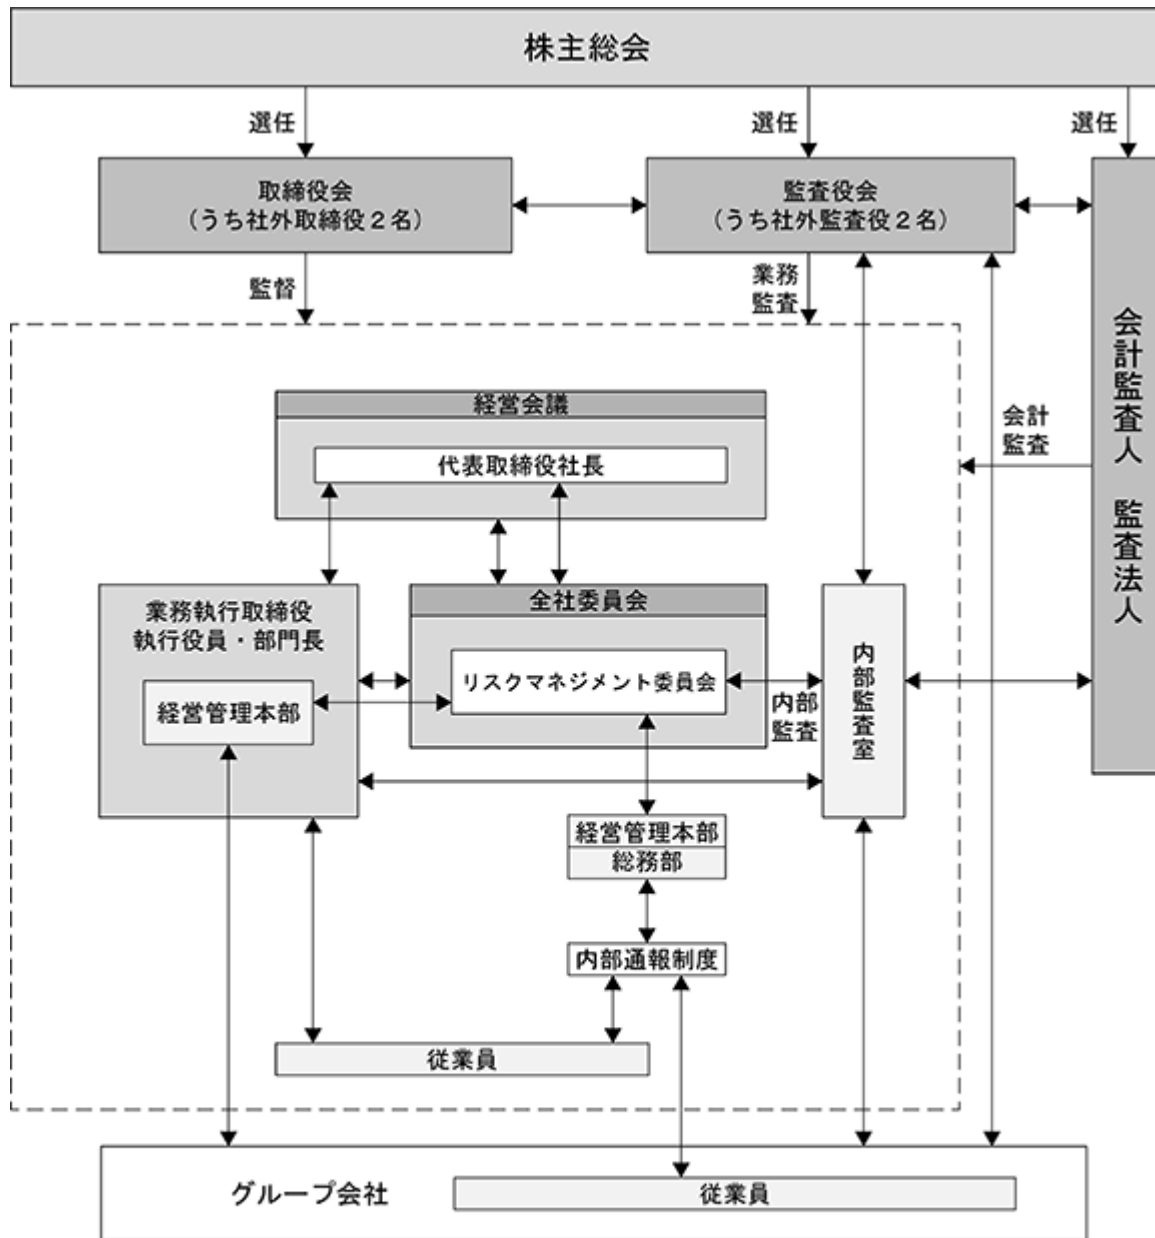 株主総会
選任
選任
選任
取締役会
（うち社外取締役２名）
監査役会
（うち社外監査役２名）
監督
業務
監査
会計監査人　監査法人
経営会議
代表取締役社長
会計
監査
業務執行取締役
執行役員・部門長
経営管理本部
全社委員会
リスクマネジメント委員会
内部
監査
内部監査室
経営管理本部
総務部
内部通報制度
従業員
グループ会社
従業員